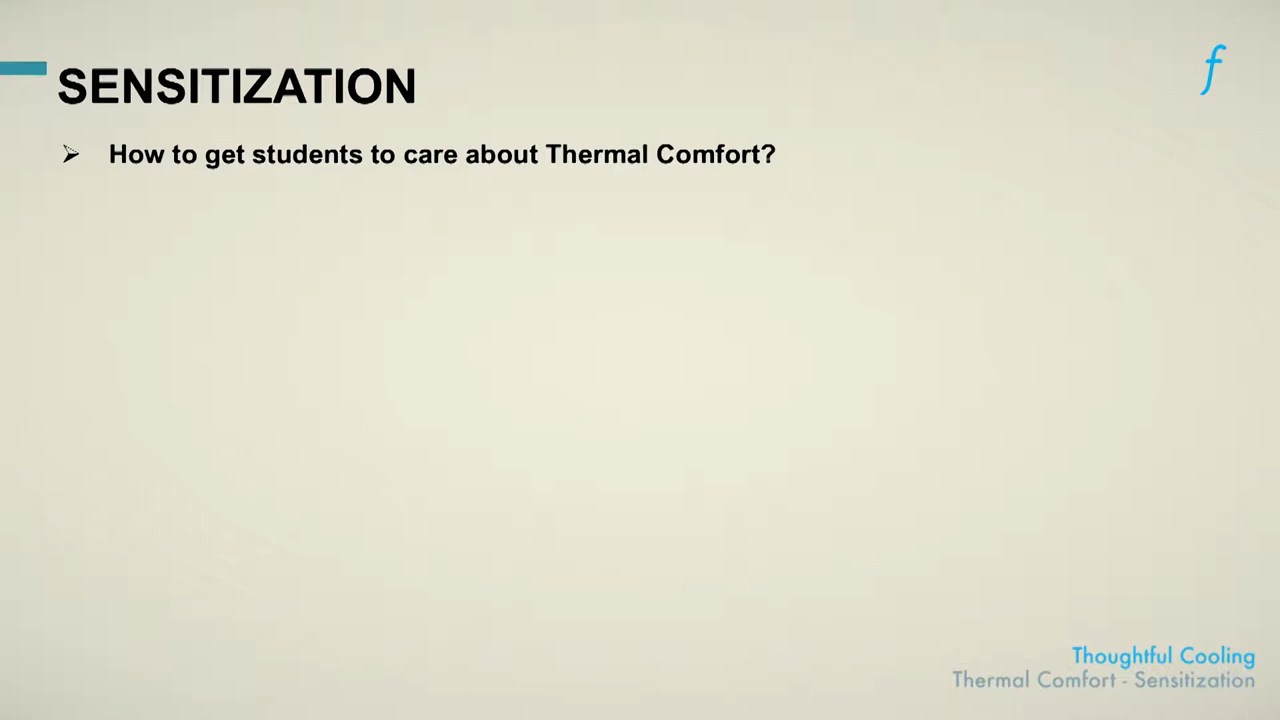 SENSITIZATION
f
➢ How to get students to care about Thermal Comfort?
Thoughtful Cooling
Thermal Comfort - Sensitization